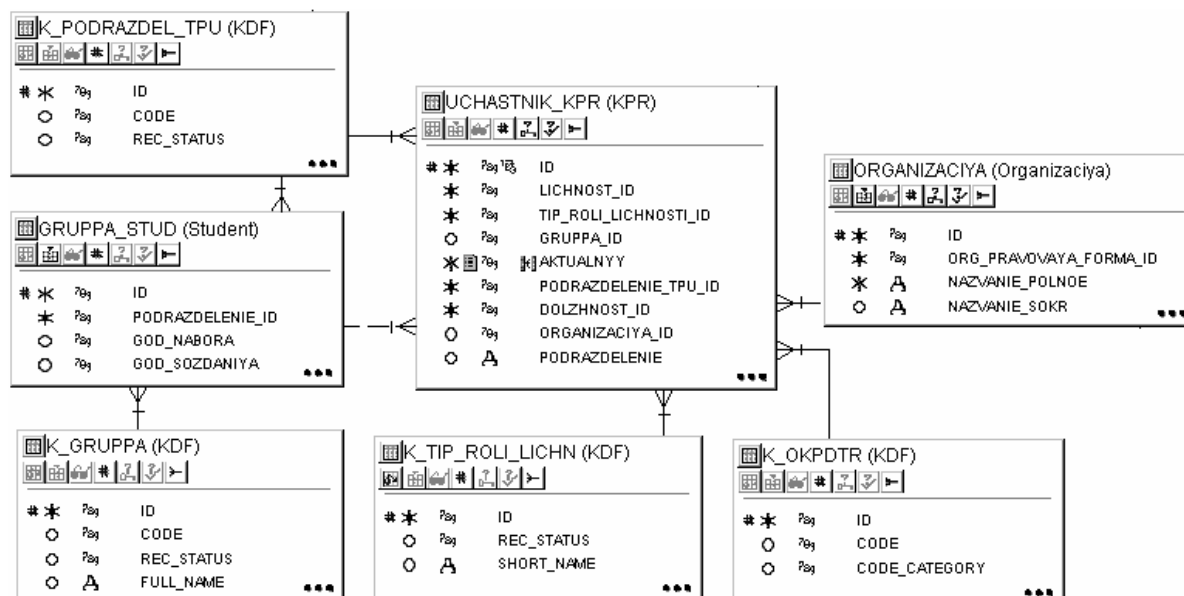 K_PODRAZDEL_TPU (KDF)
ID
CODE
REC_STATUS
GRUPPA_STUD (Student)
ID
PODRAZDELENIE_ID
GOD_NABORA
GOD_SOZDANIYA
K_GRUPPA (KDF)
ID
CODE
REC_STATUS
FULL_NAME
UCHASTNIK_KPR (KPR)
ID
LICHNOST_ID
TIP_ROLI_LICHNOSTI_ID
GRUPPA_ID
AKTUALNYY
PODRAZDELENIE_TPU_ID
DOLZHNOST_ID
ORGANIZACIYA_ID
PODRAZDELENIE
K_TIP_ROLI_LICHN (KDF)
ID
REC_STATUS
SHORT_NAME
ORGANIZACIYA (Organizaciya)
ID
ORG_PRAVOVAYA_FORMA_ID
NAZVANIE_POLNOE
NAZVANIE_SOKR
K_OKPDTR (KDF)
ID
CODE
CODE_CATEGORY